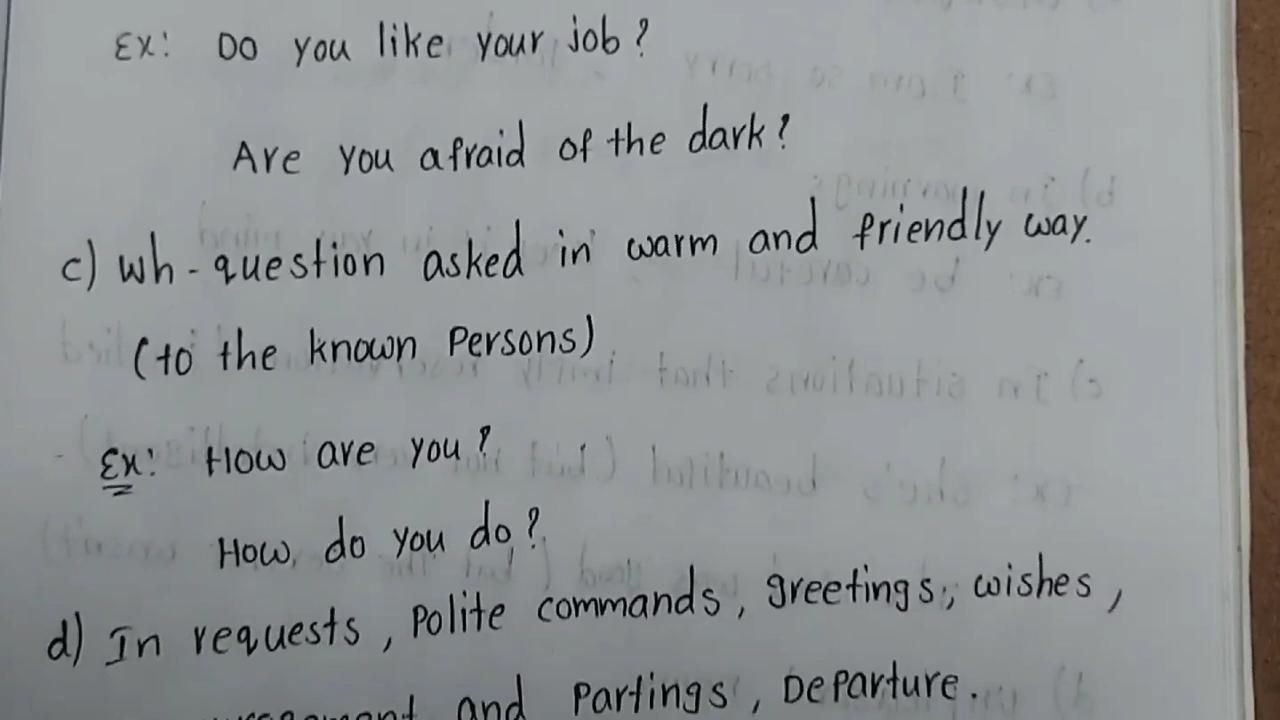 Ex: Do you like your job?
Are you afraid of the dark?
c) Wh-question asked in warm and friendly way.
(to the known Persons)
Ex: How are you?
How do you do?
d) In requests, Polite commands, greetings, wishes,
and Partings, Departure.